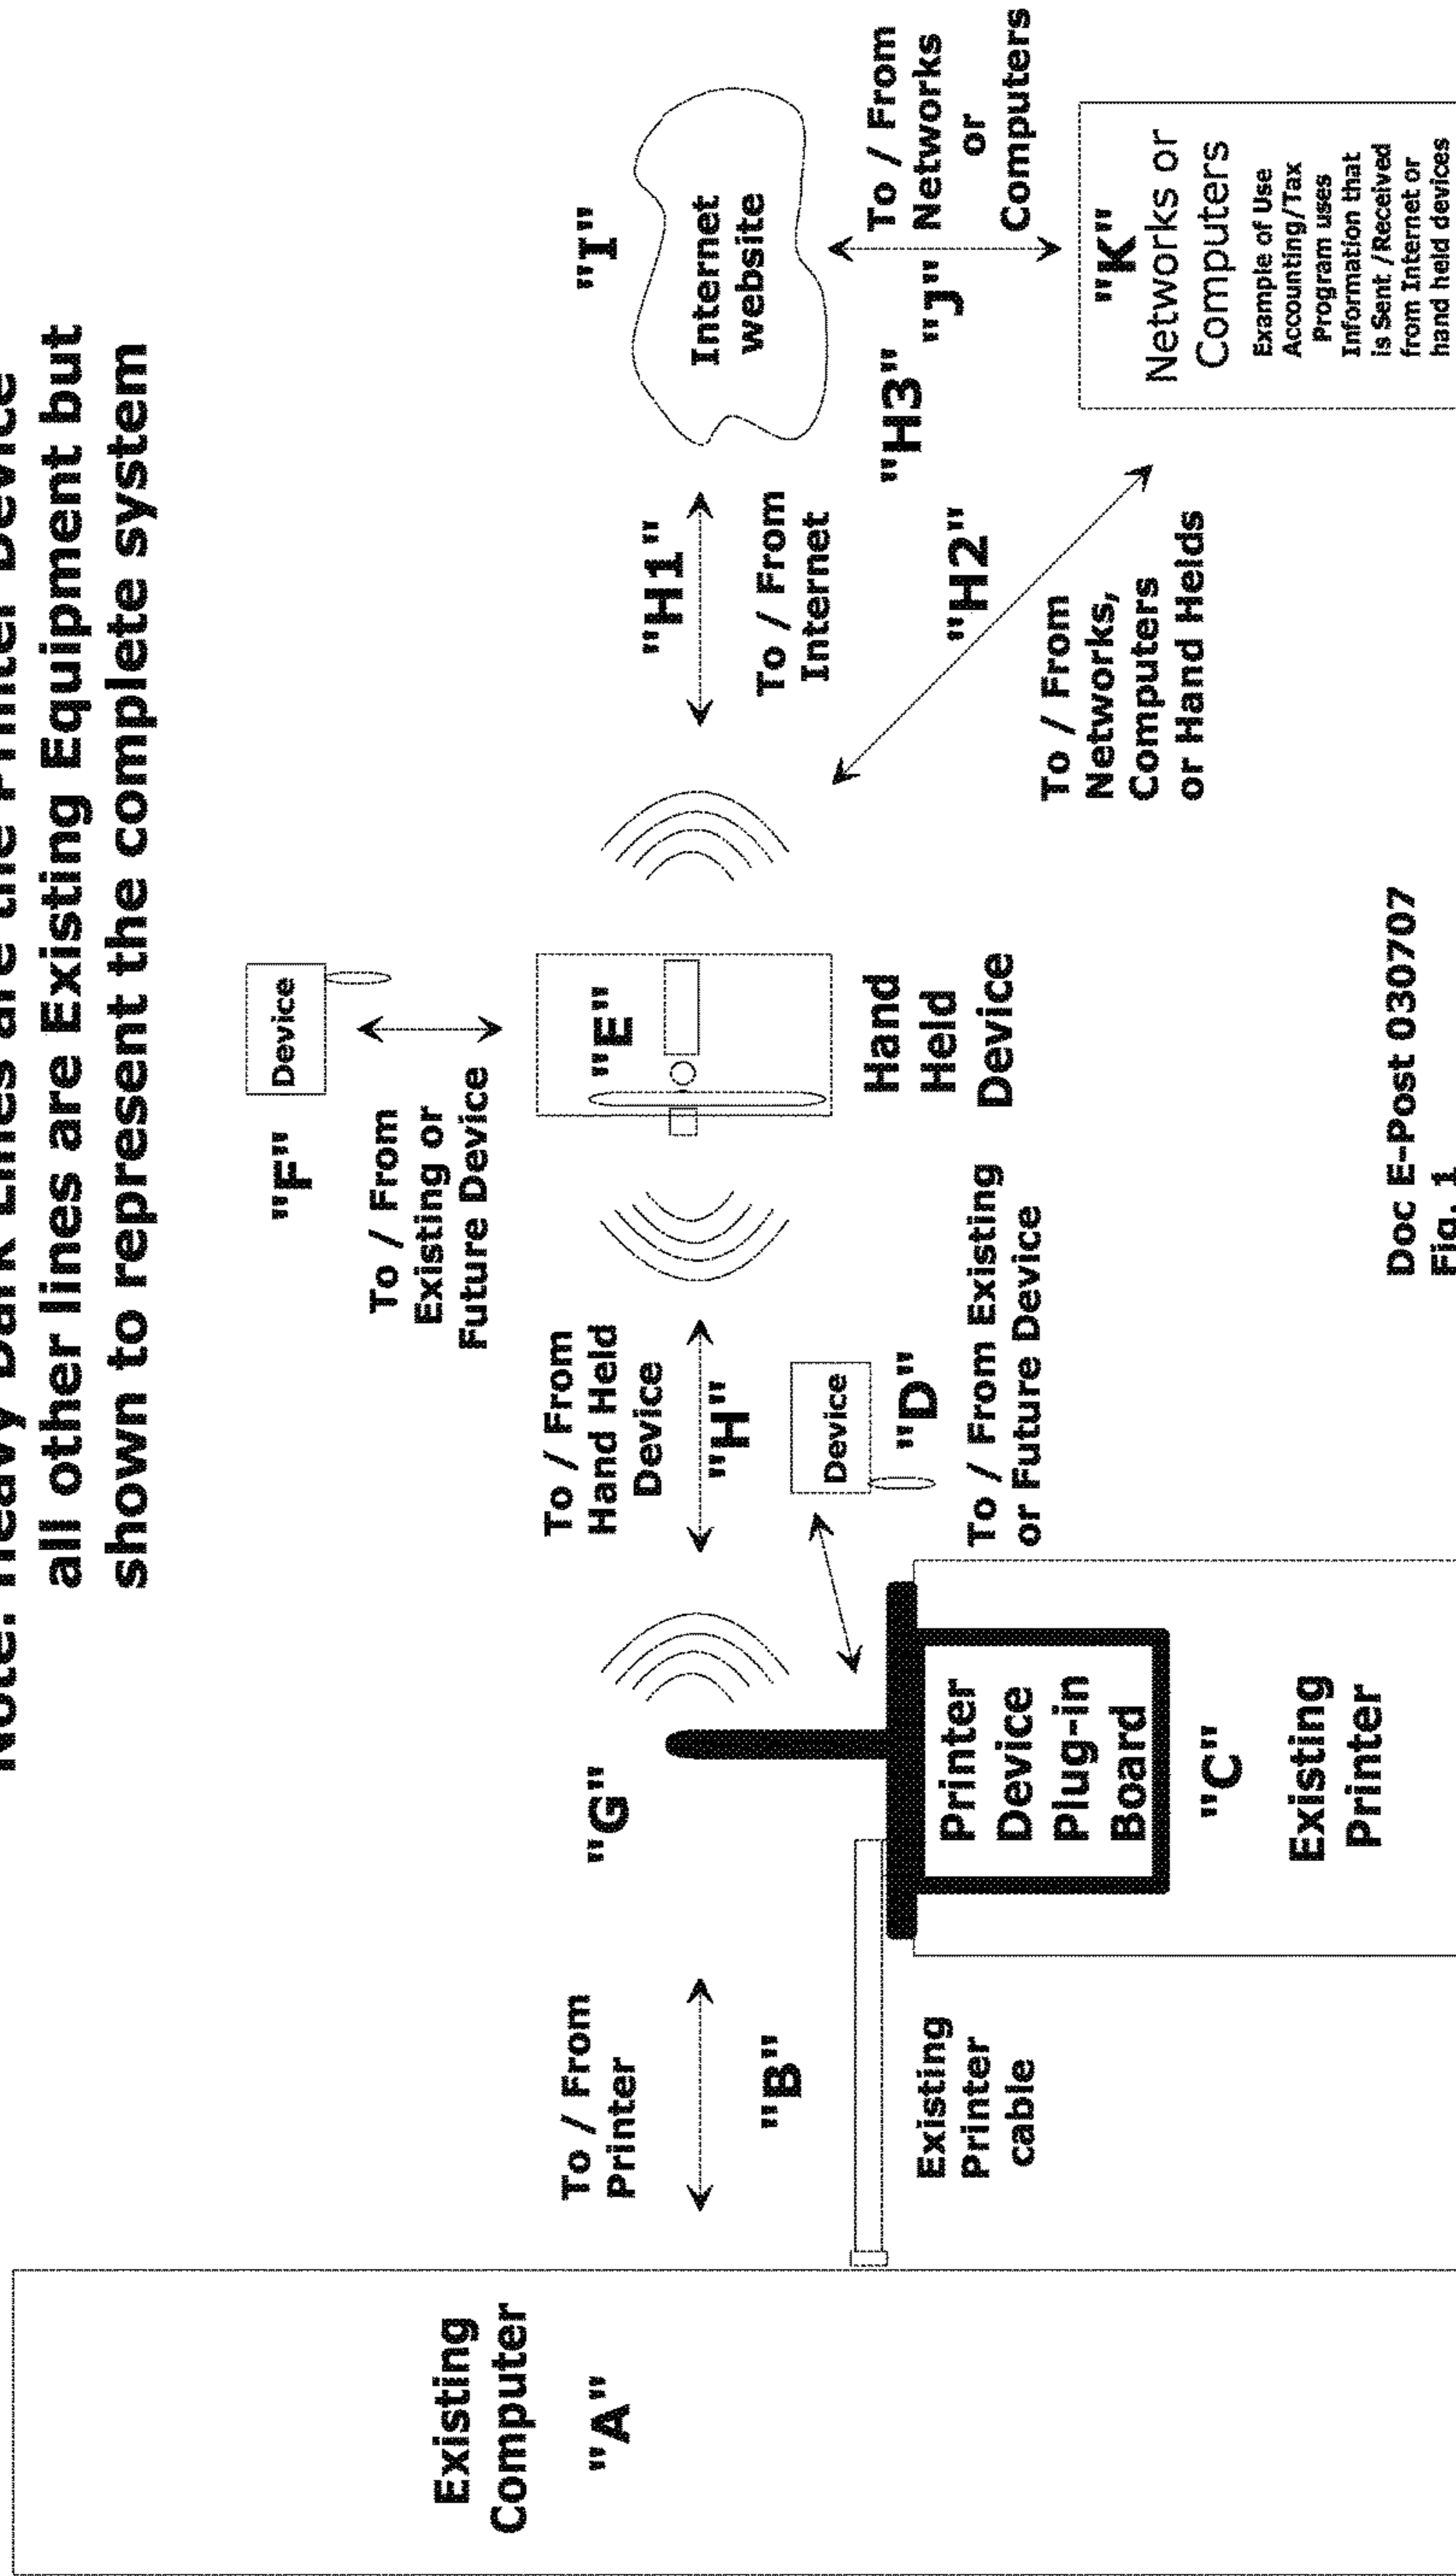 Note: Heavy Dark Lines are the Printer Device
all other lines are Existing Equipment but
shown to represent the complete system
Existing
Computer
"A"
To / From
Printer
"B"
Existing
Printer
cable
"G"
Printer
Device
Plug-in
Board
"C"
Existing
Printer
To / From
Hand Held
Device
"H"
Device
"D"
To / From Existing
or Future Device
"F"
Device
To / From
Existing or
Future Device
"E"
Hand
Held
Device
"H1"
To / From
Internet
"H2"
To / From
Networks,
Computers
or Hand Helds
"I"
Internet
website
"H3"
"J"
To / From
Networks
or
Computers
"K"
Networks or
Computers
Example of Use
Accounting/Tax
Program uses
Information that
is Sent /Received
from Internet or
hand held devices
Doc E-Post 030707
Fig. 1